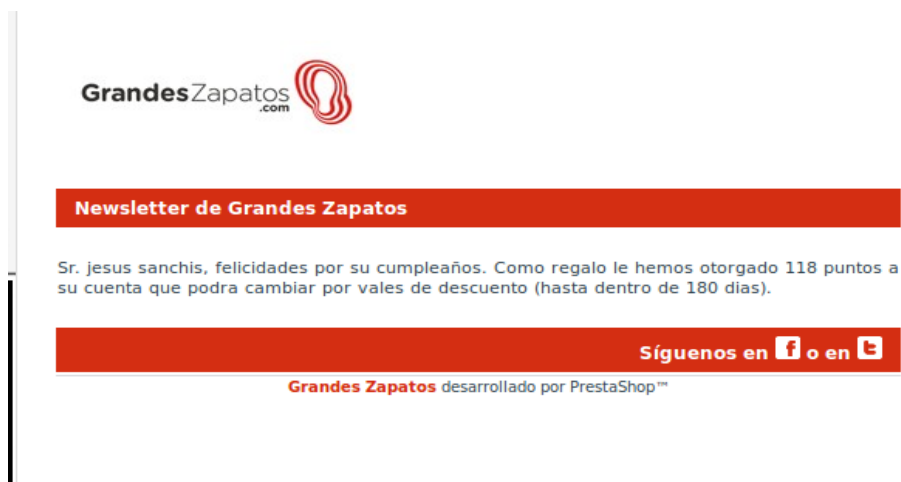 GrandesZapatos
.com
Newsletter de Grandes Zapatos
Sr. jesus sanchis, felicidades por su cumpleaños. Como regalo le hemos otorgado 118 puntos a
su cuenta que podra cambiar por vales de descuento (hasta dentro de 180 dias).
Síguenos en f o en t
Grandes Zapatos desarrollado por PrestaShop™